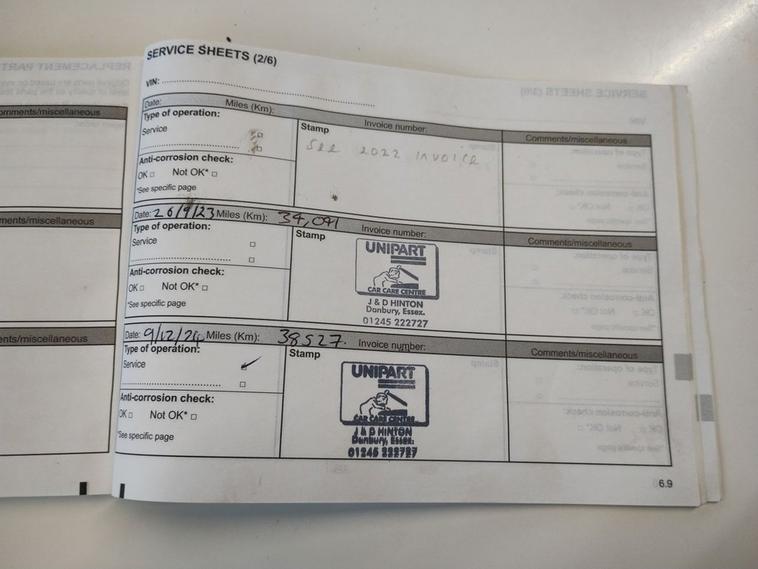 SERVICE SHEETS (2/6)
VIN:
Date: Miles (Km): Invoice number:
Type of operation:
Service
Stamp
See 2022 invoice
Comments/miscellaneous
Anti-corrosion check:
OK □ Not OK* □
*See specific page
Date: 26/9/23 Miles (Km): 34,091 Invoice number:
Type of operation:
Service
Stamp
Comments/miscellaneous
UNIPART
CAR CARE CENTRE
J & D HINTON
Danbury, Essex.
01245 222727
Anti-corrosion check:
OK □ Not OK* □
*See specific page
Date: 9/12/24 Miles (Km): 38527. Invoice number:
Type of operation:
Service
Stamp
Comments/miscellaneous
UNIPART
CAR CARE CENTRE
J & D HINTON
Danbury, Essex.
01245 222727
Anti-corrosion check:
OK □ Not OK* □
*See specific page
6.9